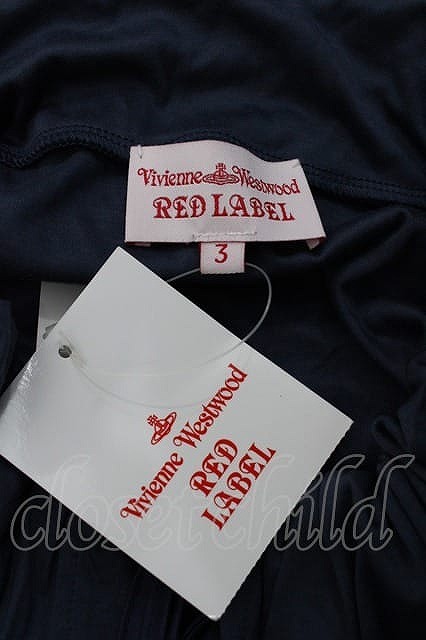 Vivienne Westwood
RED LABEL
3
Vivienne Westwood
RED
LABEL
closet child